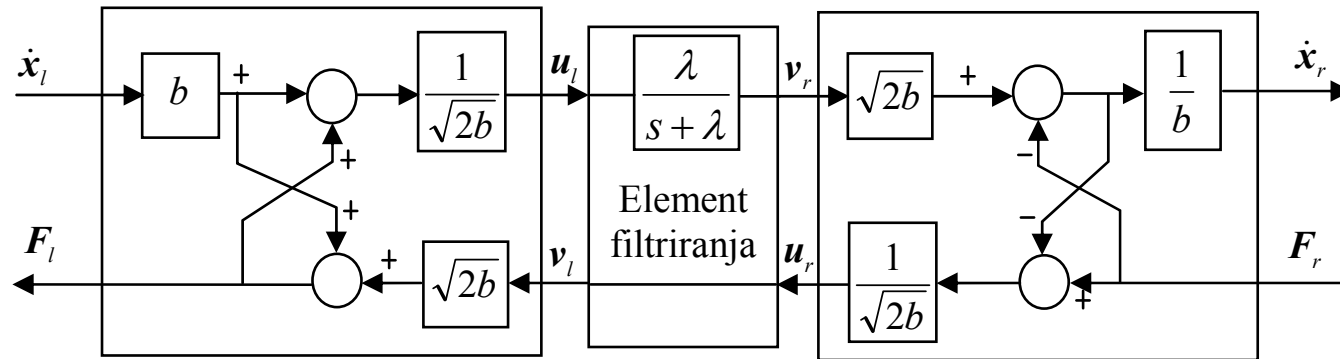 ẋ_l
b
+
+
1/√(2b)
u_l
λ/(s+λ)
v_r
√(2b)
+
−
1/b
ẋ_r
+
−
Element
filtriranja
F_l
+
√(2b)
v_l
u_r
1/√(2b)
+
F_r